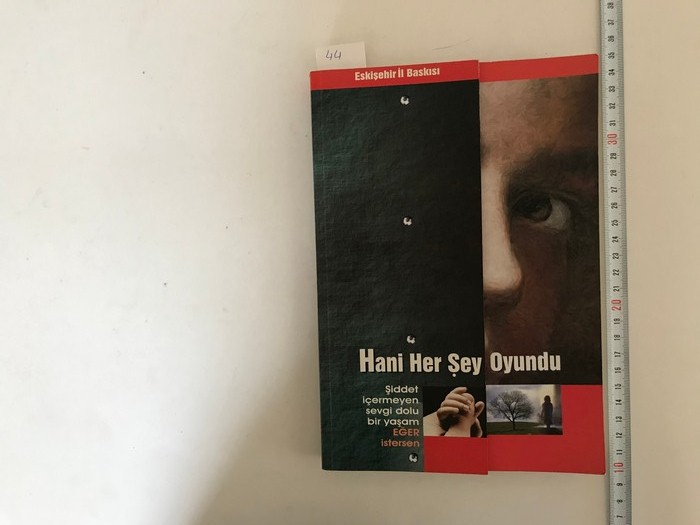 44
Eskişehir İl Baskısı
Hani Her Şey Oyundu
Şiddet
içermeyen
sevgi dolu
bir yaşam
EĞER
istersen